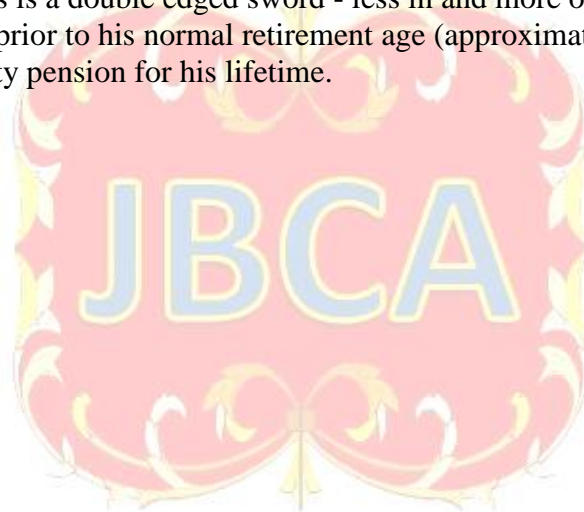 s is a double edged sword - less in and more o
prior to his normal retirement age (approximat
ty pension for his lifetime.
JBCA